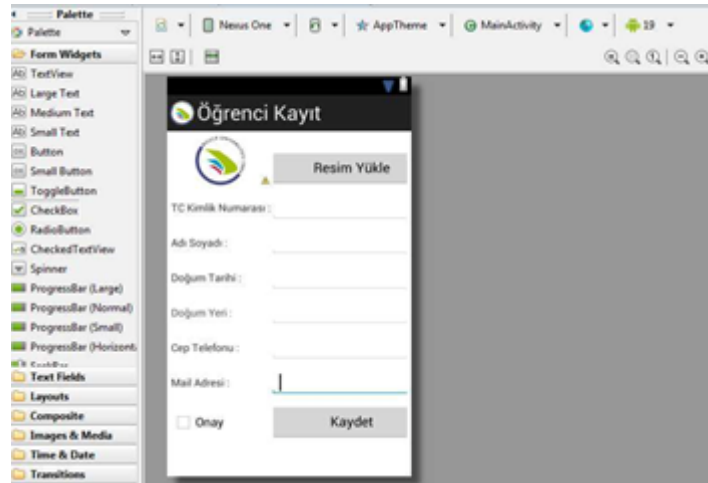 Palette
Palette
Form Widgets
TextView
Large Text
Medium Text
Small Text
Button
Small Button
ToggleButton
CheckBox
RadioButton
CheckedTextView
Spinner
ProgressBar (Large)
ProgressBar (Normal)
ProgressBar (Small)
ProgressBar (Horizont
Text Fields
Layouts
Composite
Images & Media
Time & Date
Transitions
Nexus One
AppTheme
MainActivity
19
Öğrenci Kayıt
Resim Yükle
TC Kimlik Numarası :
Adı Soyadı :
Doğum Tarihi :
Doğum Yeri :
Cep Telefonu :
Mail Adresi :
Onay
Kaydet